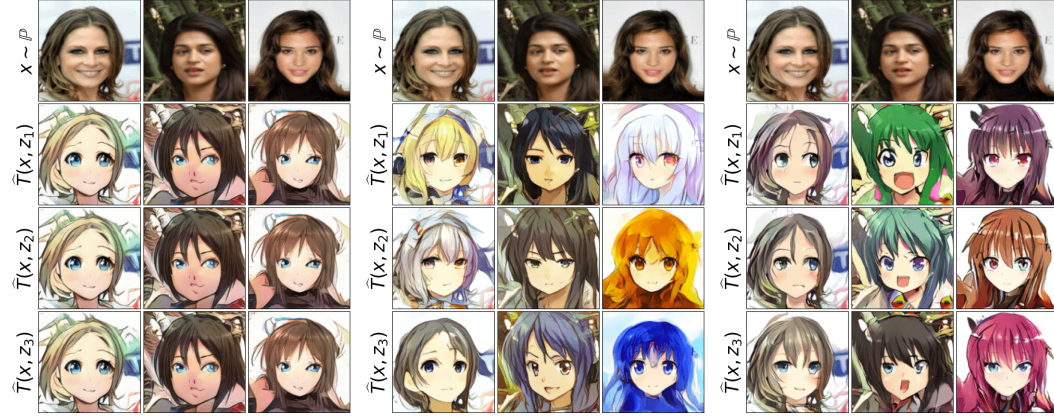 x ~ ℙ
T̂(x, z₁)
T̂(x, z₂)
T̂(x, z₃)
x ~ ℙ
T̂(x, z₁)
T̂(x, z₂)
T̂(x, z₃)
x ~ ℙ
T̂(x, z₁)
T̂(x, z₂)
T̂(x, z₃)